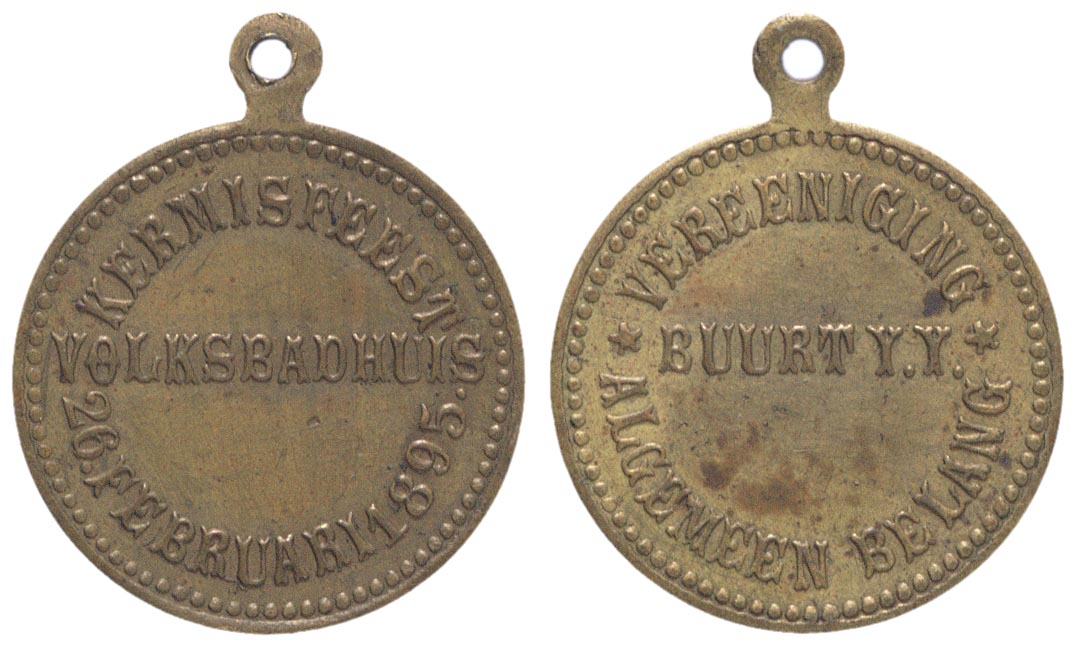 KERMISFEEST
VOLKSBADHUIS
26. FEBRUARI 1895.
VEREENIGING
* BUURT Y.Y. *
ALGEMEEN BELANG